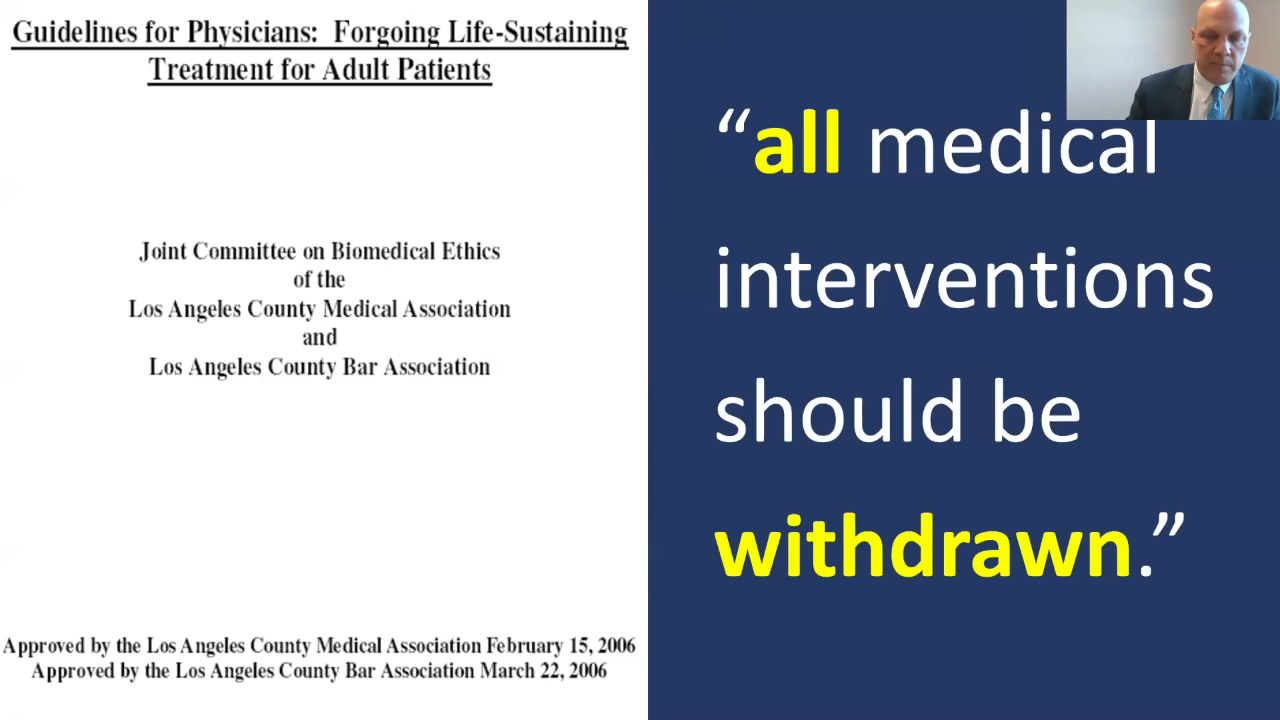 Guidelines for Physicians: Forgoing Life-Sustaining
Treatment for Adult Patients
Joint Committee on Biomedical Ethics
of the
Los Angeles County Medical Association
and
Los Angeles County Bar Association
Approved by the Los Angeles County Medical Association February 15, 2006
Approved by the Los Angeles County Bar Association March 22, 2006
“all medical
interventions
should be
withdrawn.”